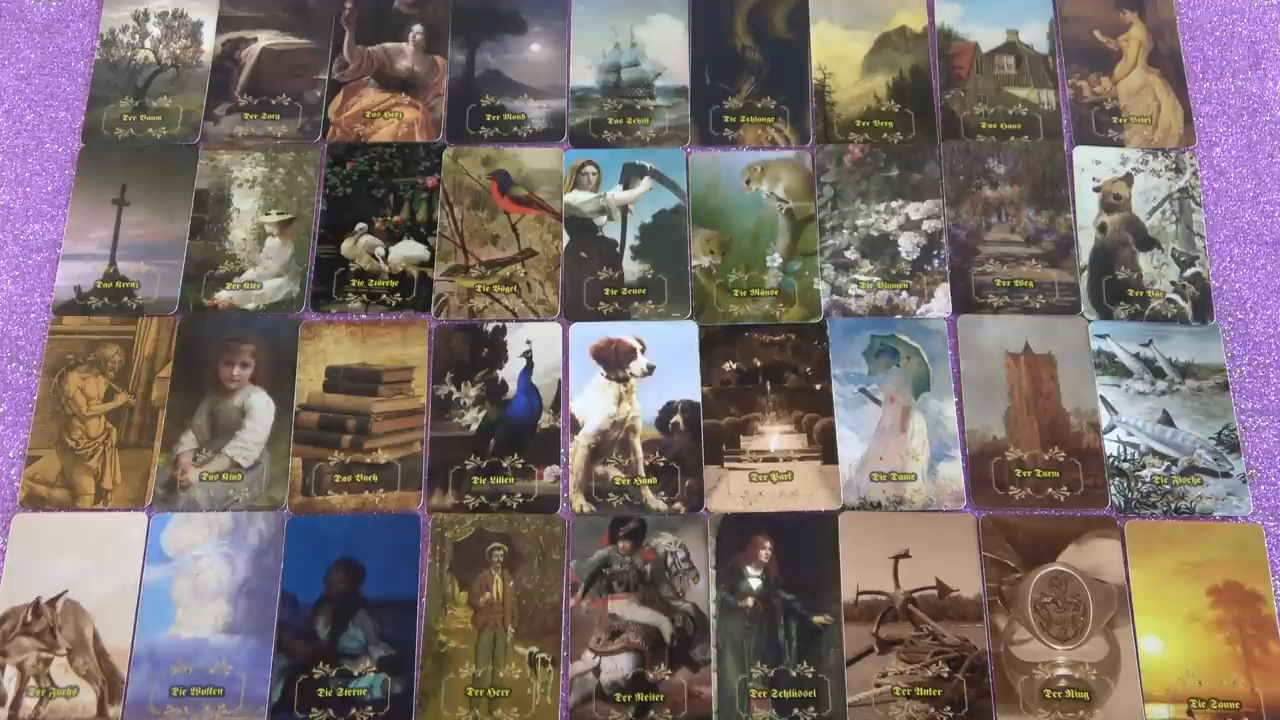 Der Baum
Der Sarg
Das Herz
Der Mond
Das Schiff
Die Schlange
Der Berg
Das Haus
Der Brief
Das Kreuz
Der Klee
Die Störche
Die Vögel
Die Sense
Die Mäuse
Die Blumen
Der Weg
Der Bär
Das Kind
Das Buch
Die Lilien
Der Hund
Der Park
Die Dame
Der Turm
Die Fische
Der Fuchs
Die Wolken
Die Sterne
Der Herr
Der Reiter
Der Schlüssel
Der Anker
Der Ring
Die Sonne